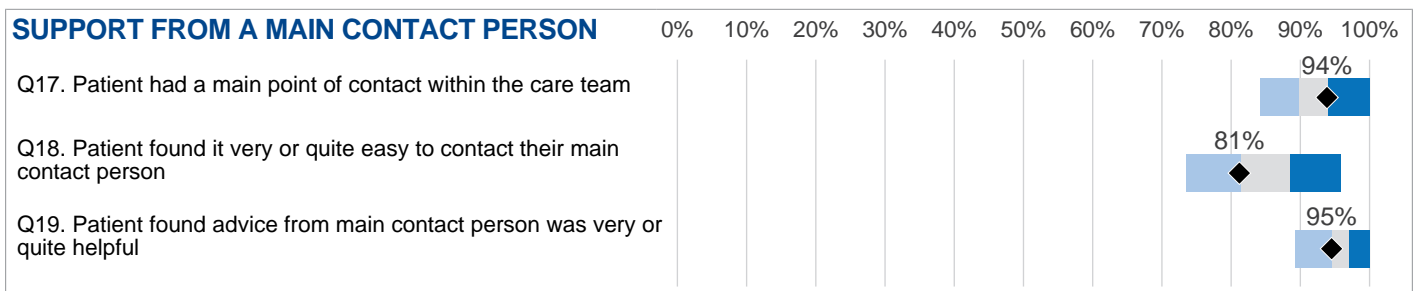 SUPPORT FROM A MAIN CONTACT PERSON 0% 10% 20% 30% 40% 50% 60% 70% 80% 90% 100%
Q17. Patient had a main point of contact within the care team
94%
Q18. Patient found it very or quite easy to contact their main
contact person
81%
Q19. Patient found advice from main contact person was very or
quite helpful
95%